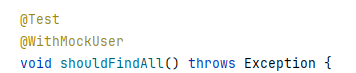 @Test
@WithMockUser
void shouldFindAll() throws Exception {